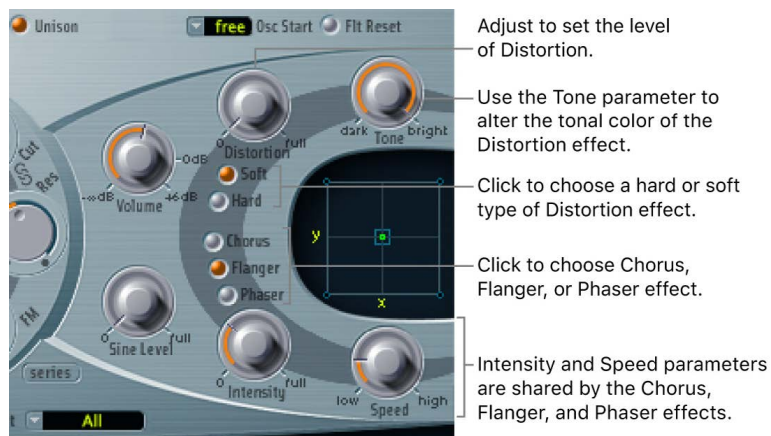 Unison
free Osc Start
Flt Reset
Adjust to set the level
of Distortion.
Use the Tone parameter to
alter the tonal color of the
Distortion effect.
0 full
Distortion
dark bright
Tone
Cut
Res
-0dB
-∞dB +6dB
Volume
Soft
Hard
Click to choose a hard or soft
type of Distortion effect.
Chorus
Flanger
Phaser
y
x
Click to choose Chorus,
Flanger, or Phaser effect.
FM
0 full
Sine Level
0 full
Intensity
low high
Speed
Intensity and Speed parameters
are shared by the Chorus,
Flanger, and Phaser effects.
series
t
All